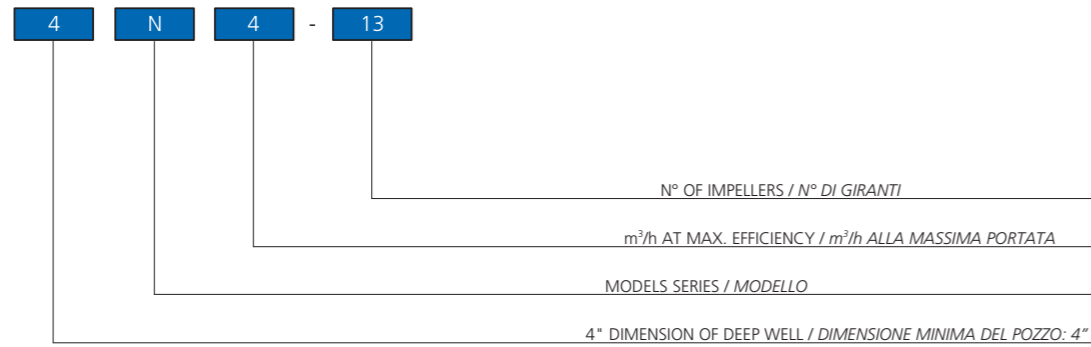 4 N 4 - 13
N° OF IMPELLERS / N° DI GIRANTI
m³/h AT MAX. EFFICIENCY / m³/h ALLA MASSIMA PORTATA
MODELS SERIES / MODELLO
4" DIMENSION OF DEEP WELL / DIMENSIONE MINIMA DEL POZZO: 4"